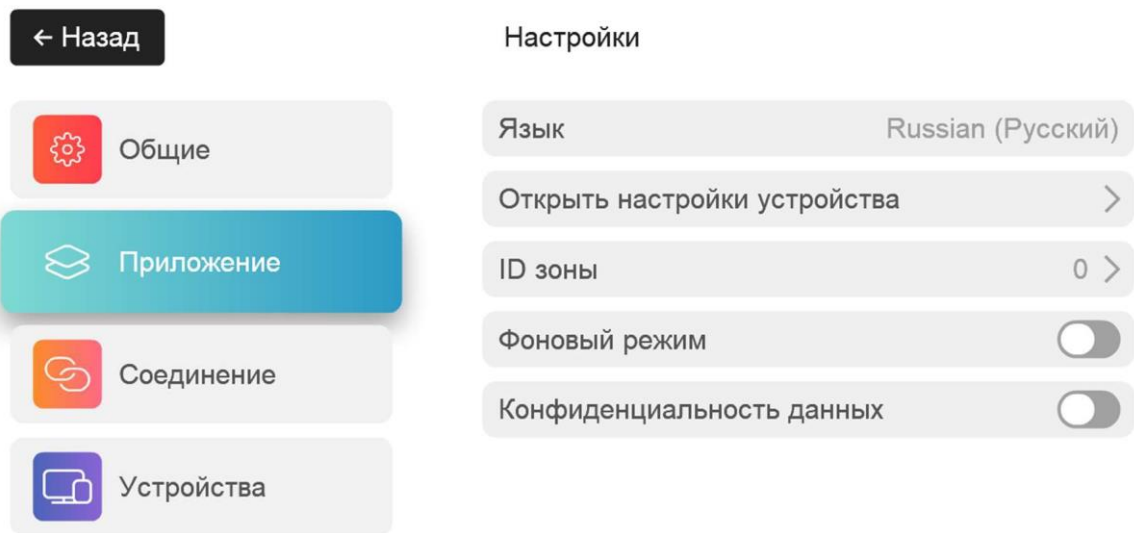 ← Назад
Настройки
Общие
Приложение
Соединение
Устройства
Язык Russian (Русский)
Открыть настройки устройства
ID зоны 0
Фоновый режим
Конфиденциальность данных